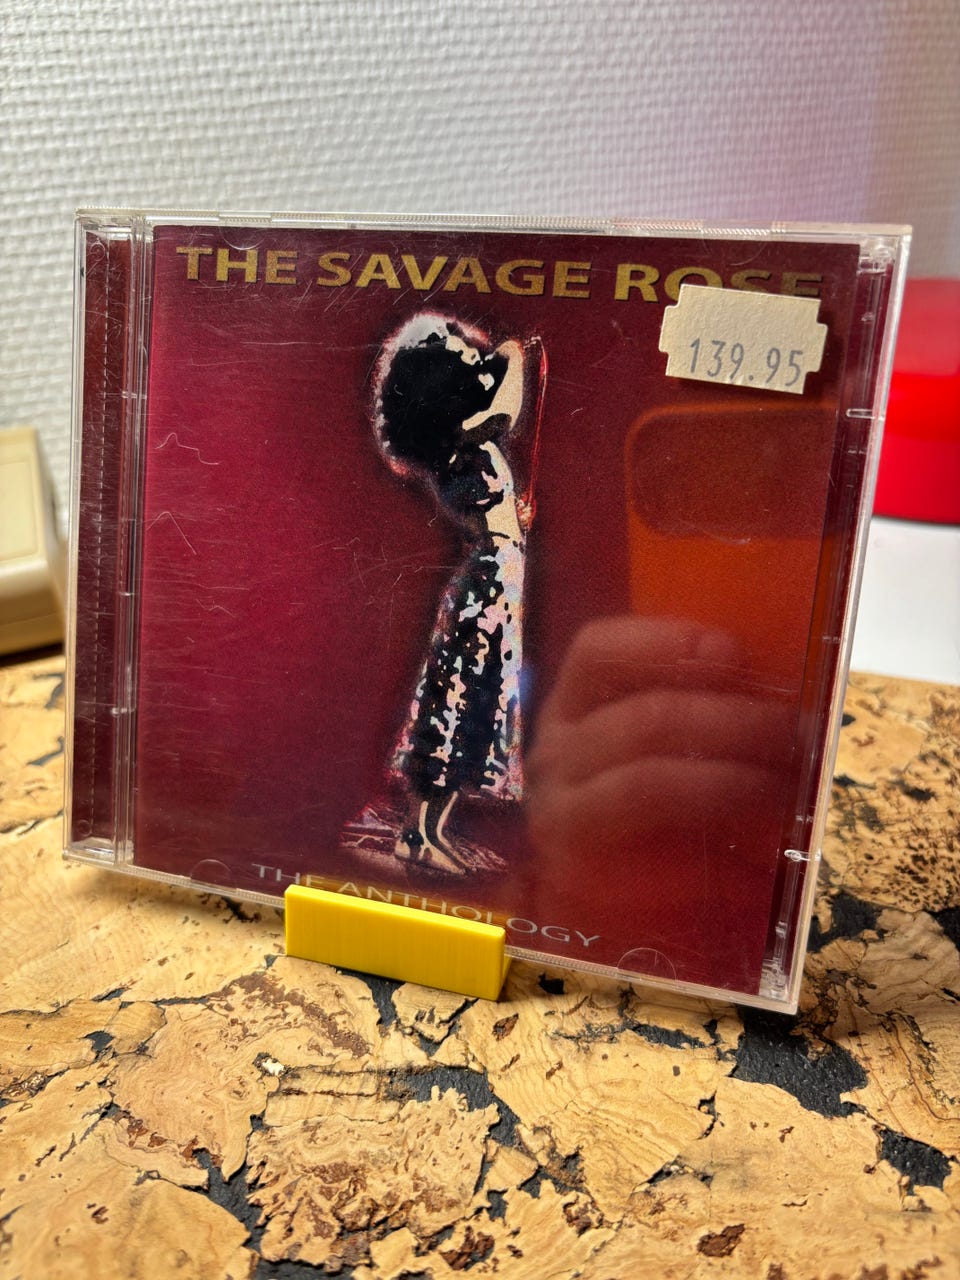 THE SAVAGE ROSE
139.95
THE ANTHOLOGY